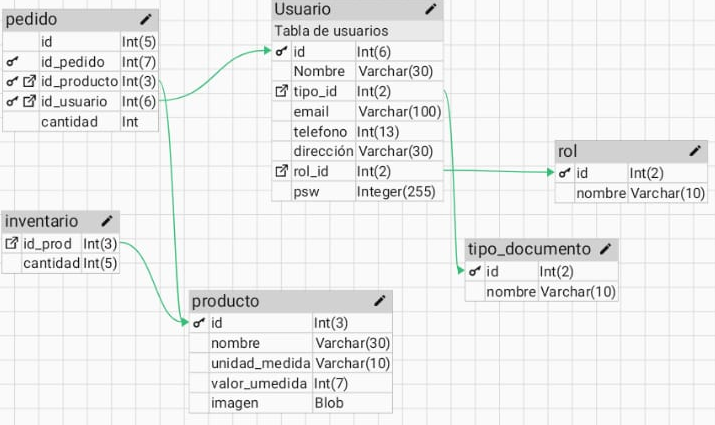 pedido
id Int(5)
id_pedido Int(7)
id_producto Int(3)
id_usuario Int(6)
cantidad Int
Usuario
Tabla de usuarios
id Int(6)
Nombre Varchar(30)
tipo_id Int(2)
email Varchar(100)
telefono Int(13)
dirección Varchar(30)
rol_id Int(2)
psw Integer(255)
rol
id Int(2)
nombre Varchar(10)
inventario
id_prod Int(3)
cantidad Int(5)
tipo_documento
id Int(2)
nombre Varchar(10)
producto
id Int(3)
nombre Varchar(30)
unidad_medida Varchar(10)
valor_umedida Int(7)
imagen Blob